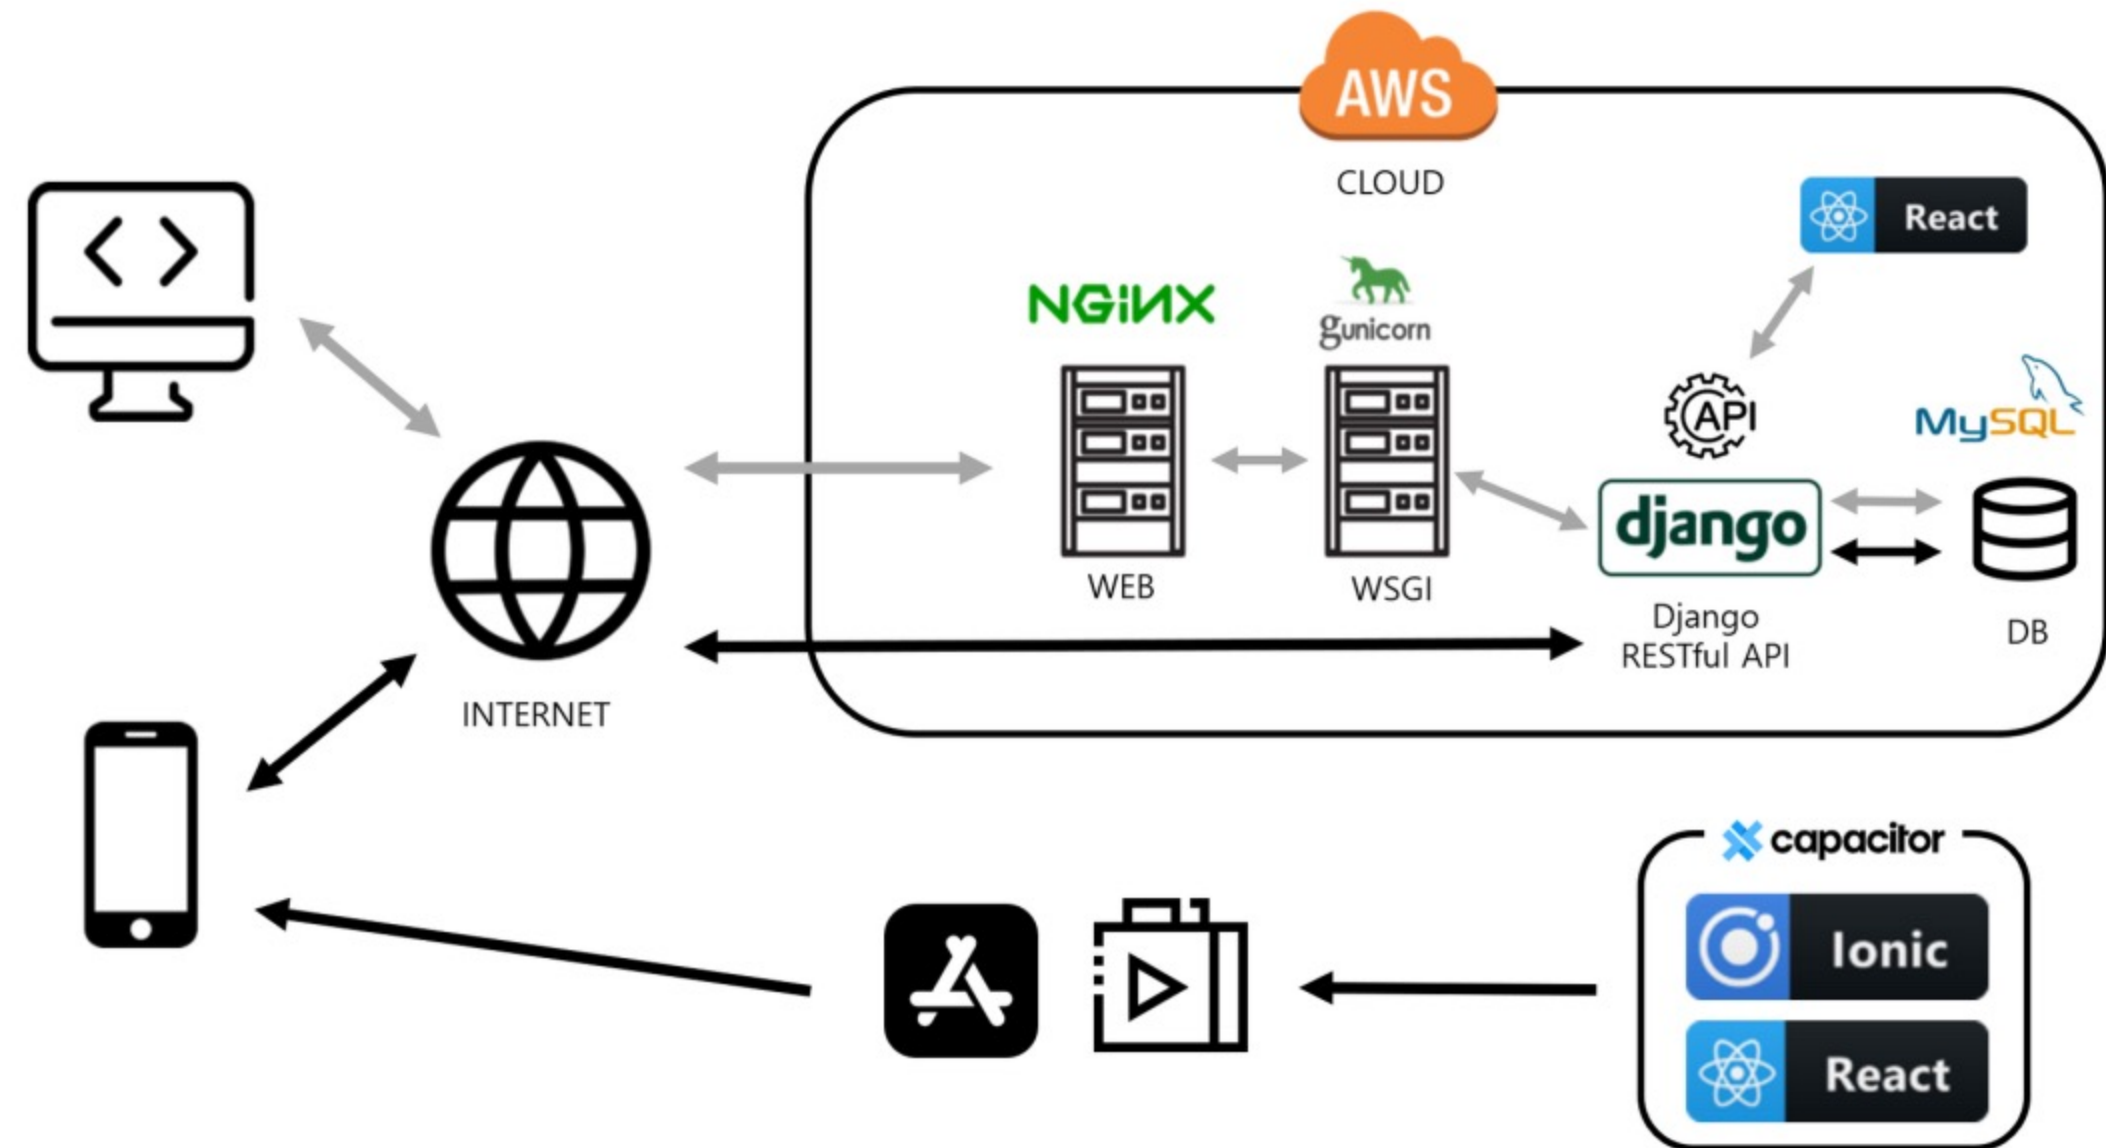 AWS
CLOUD
React
NGiNX
gunicorn
API
MySQL
django
WEB
WSGI
Django
RESTful API
DB
INTERNET
capacitor
Ionic
React